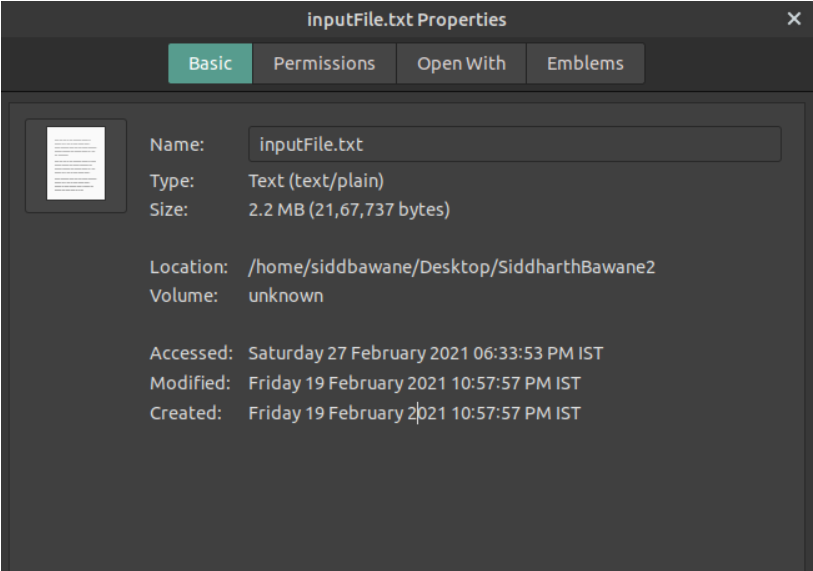 inputFile.txt Properties
Basic Permissions Open With Emblems
Name: inputFile.txt
Type: Text (text/plain)
Size: 2.2 MB (21,67,737 bytes)
Location: /home/siddbawane/Desktop/SiddharthBawane2
Volume: unknown
Accessed: Saturday 27 February 2021 06:33:53 PM IST
Modified: Friday 19 February 2021 10:57:57 PM IST
Created: Friday 19 February 2021 10:57:57 PM IST